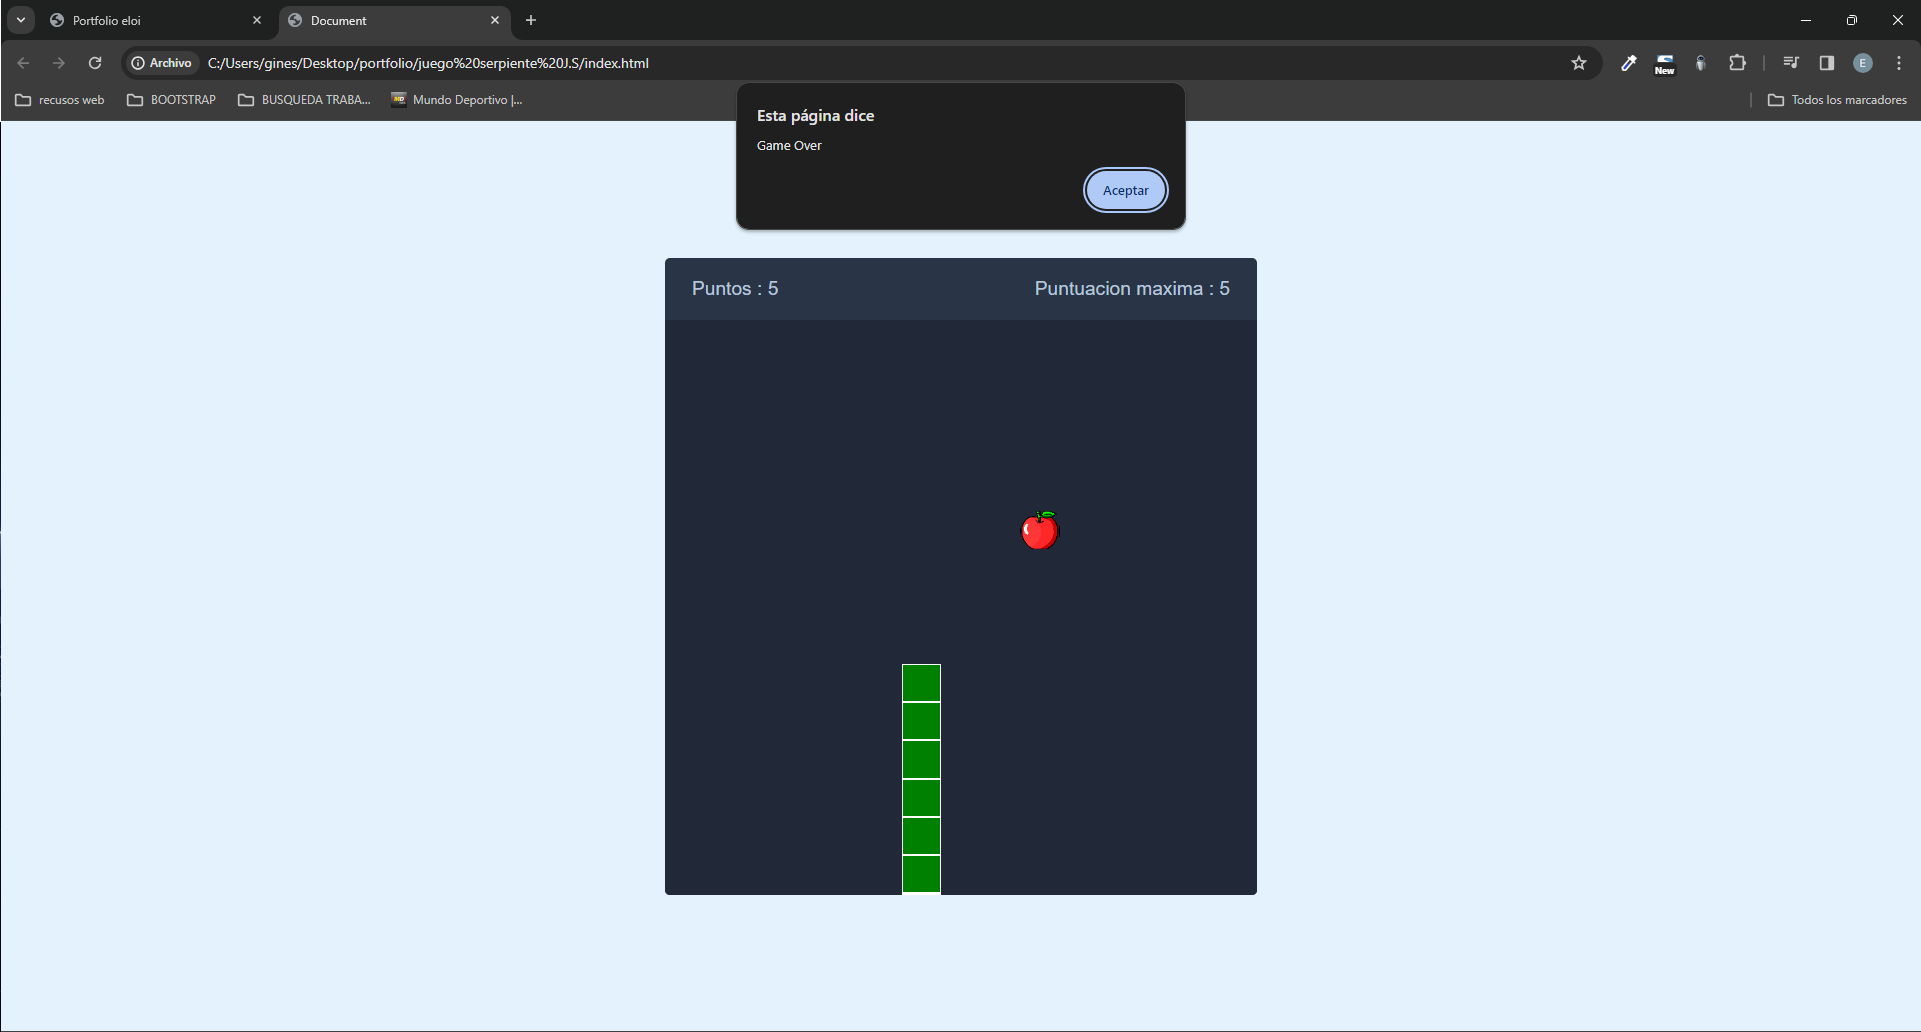 Portfolio eloi
Document
Archivo C:/Users/gines/Desktop/portfolio/juego%20serpiente%20J.S/index.html
New
E
recusos web
BOOTSTRAP
BUSQUEDA TRABA...
MD
Mundo Deportivo |...
Todos los marcadores
Esta página dice
Game Over
Aceptar
Puntos : 5
Puntuacion maxima : 5